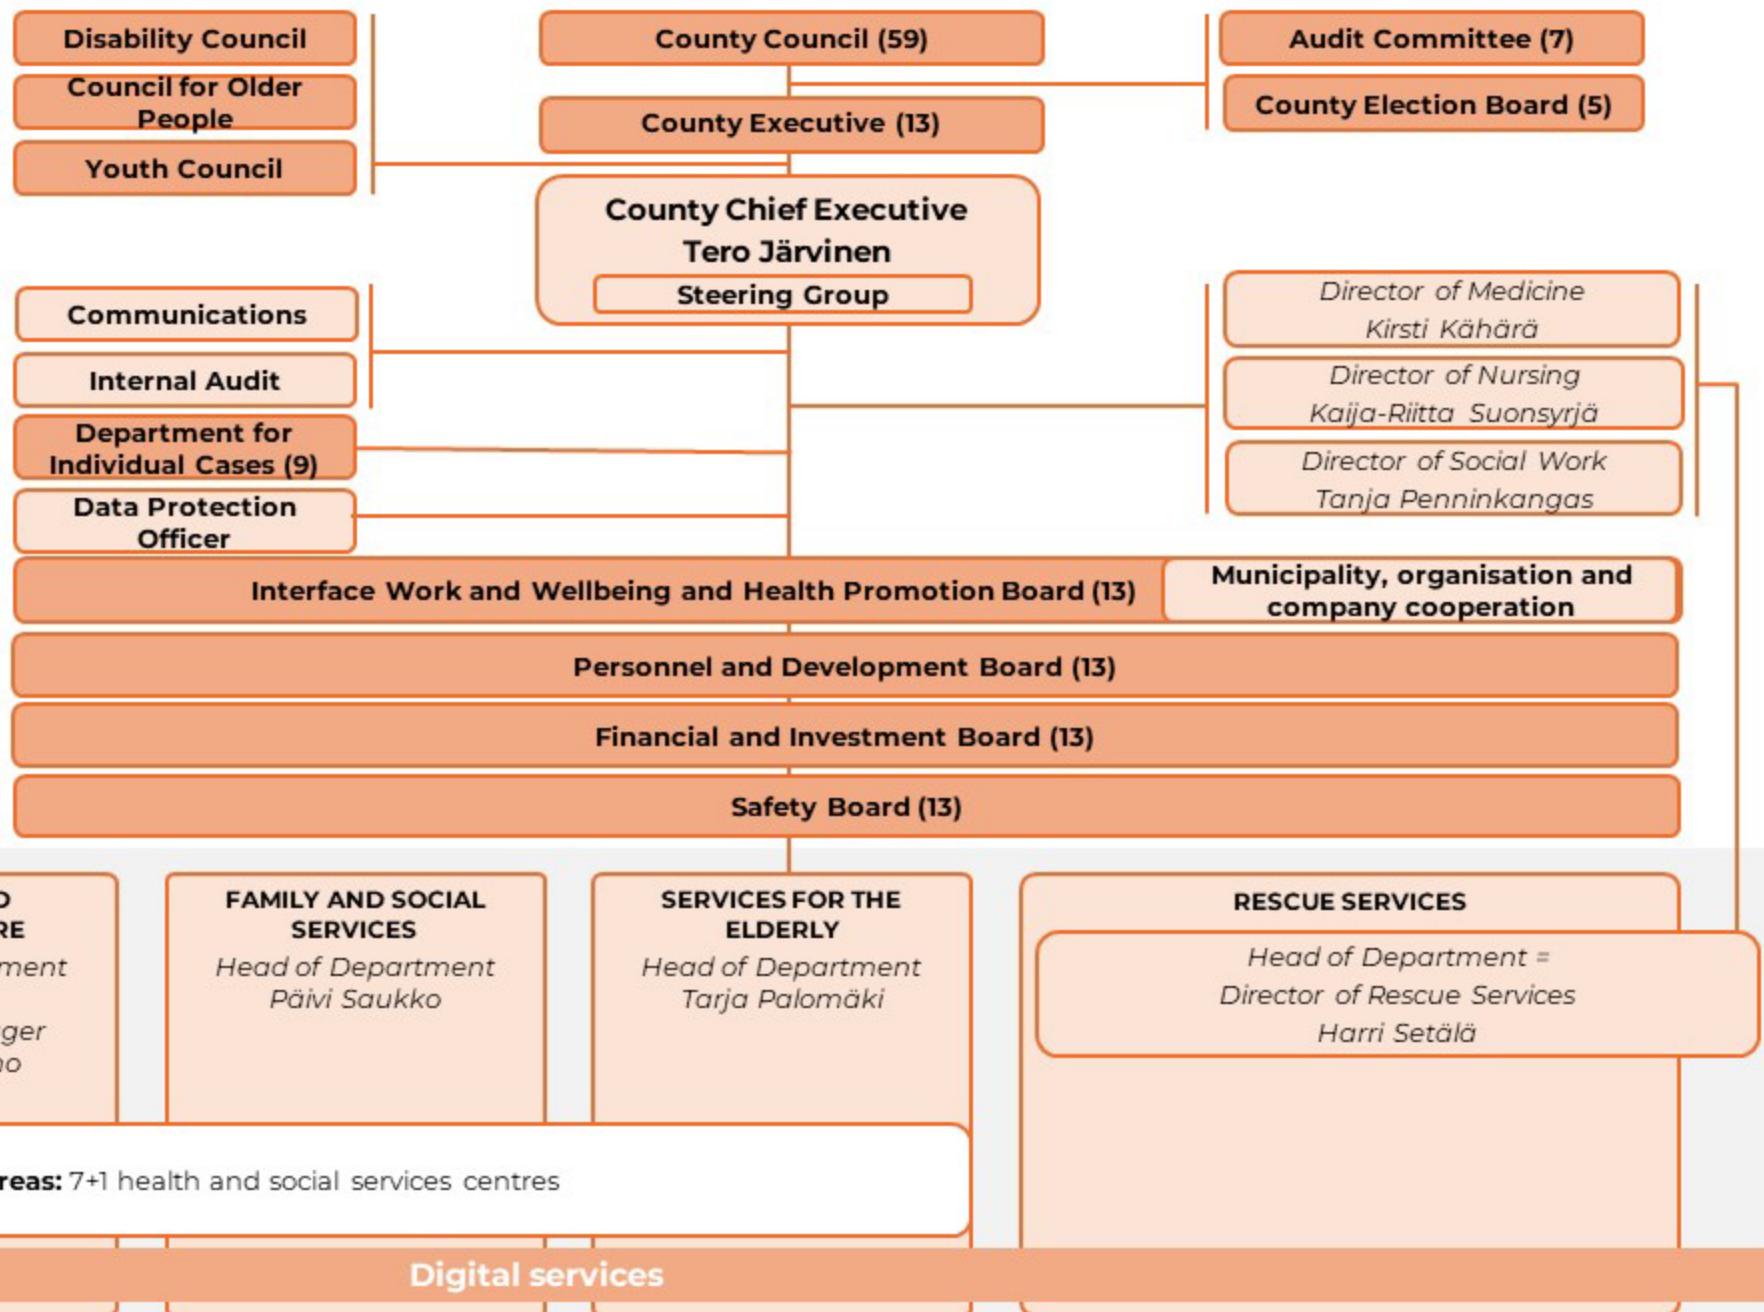 Disability Council
Council for Older
People
Youth Council
County Council (59)
County Executive (13)
Audit Committee (7)
County Election Board (5)
County Chief Executive
Tero Järvinen
Steering Group
Communications
Internal Audit
Department for
Individual Cases (9)
Data Protection
Officer
Director of Medicine
Kirsti Kähärä
Director of Nursing
Kaija-Riitta Suonsyrjä
Director of Social Work
Tanja Penninkangas
Interface Work and Wellbeing and Health Promotion Board (13)
Municipality, organisation and
company cooperation
Personnel and Development Board (13)
Financial and Investment Board (13)
Safety Board (13)
FAMILY AND SOCIAL
SERVICES
Head of Department
Päivi Saukko
SERVICES FOR THE
ELDERLY
Head of Department
Tarja Palomäki
RESCUE SERVICES
Head of Department =
Director of Rescue Services
Harri Setälä
7+1 health and social services centres
Digital services